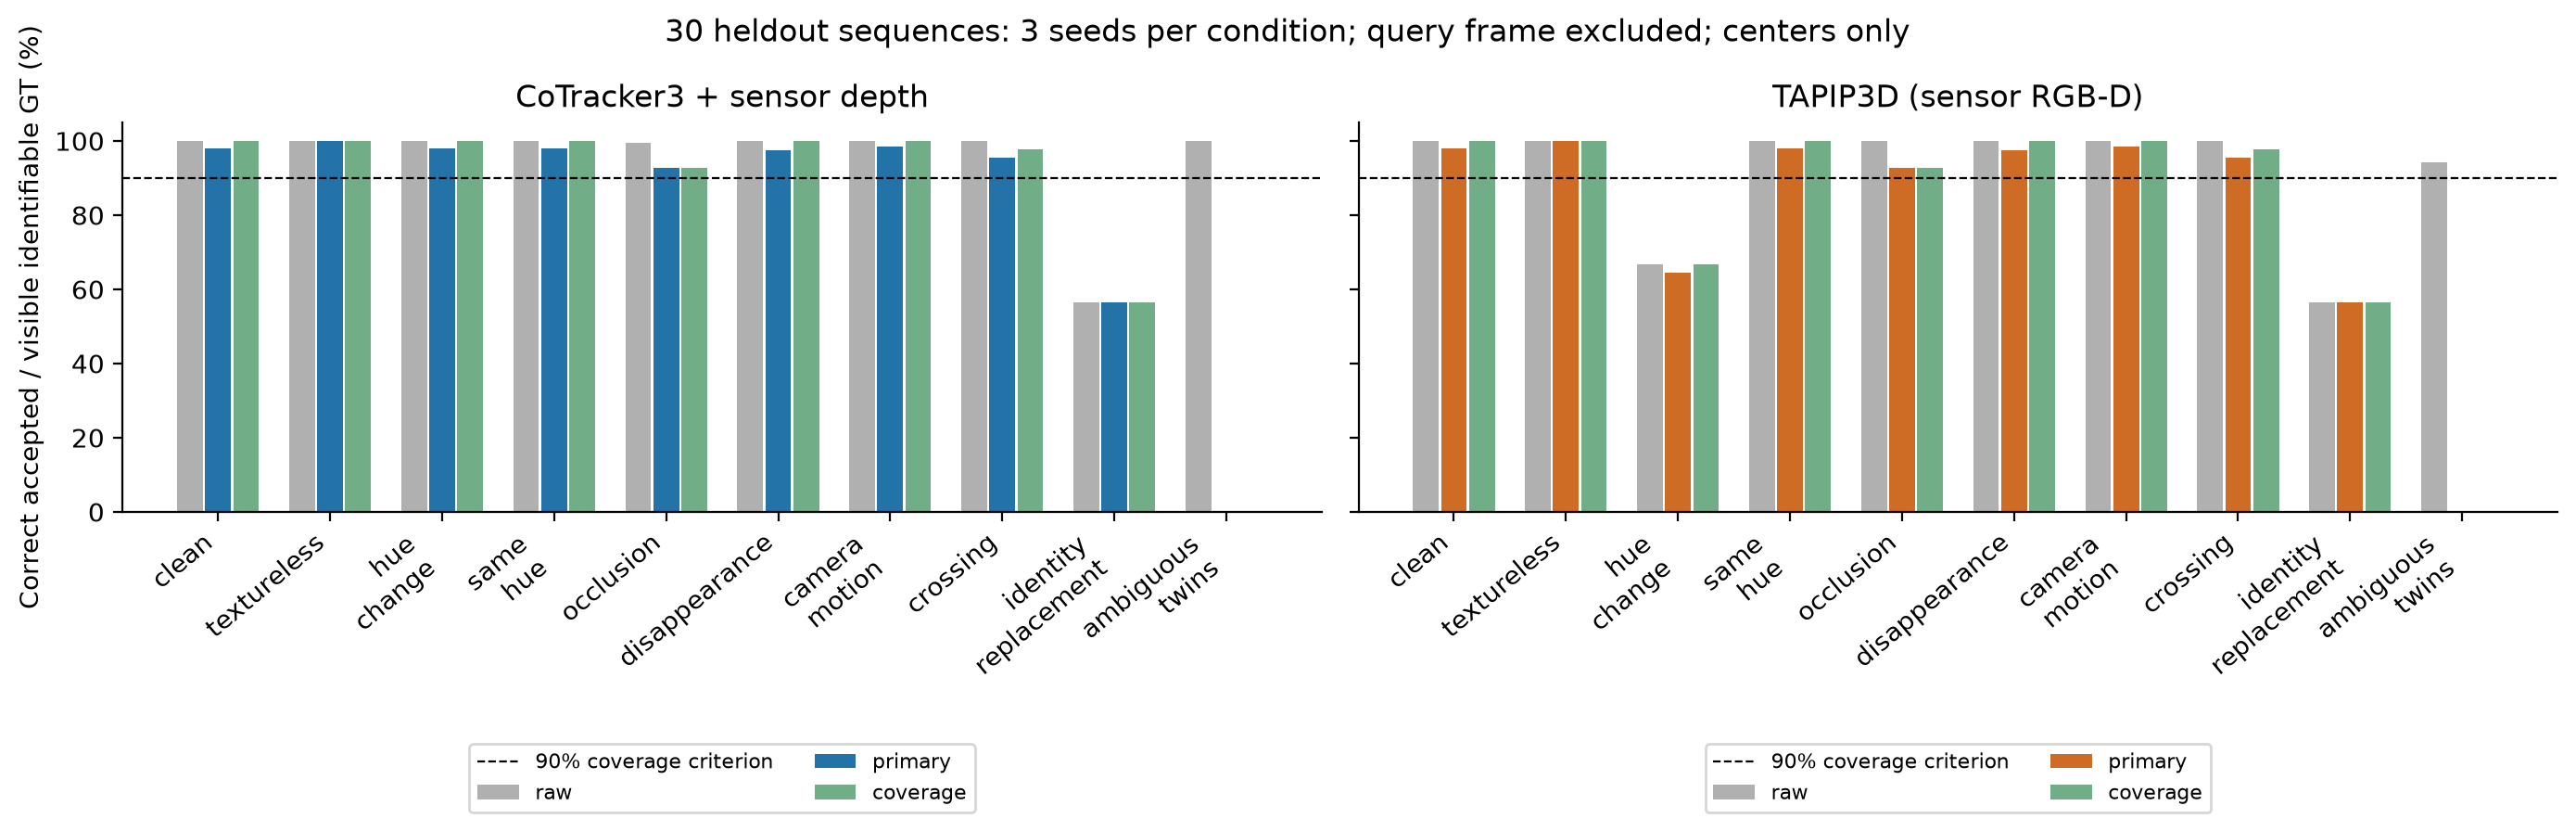 30 heldout sequences: 3 seeds per condition; query frame excluded; centers only
CoTracker3 + sensor depth
Correct accepted / visible identifiable GT (%)
100
80
60
40
20
0
clean
textureless
hue
change
same
hue
occlusion
disappearance
camera
motion
crossing
identity
replacement
ambiguous
twins
90% coverage criterion
raw
primary
coverage
TAPIP3D (sensor RGB-D)
clean
textureless
hue
change
same
hue
occlusion
disappearance
camera
motion
crossing
identity
replacement
ambiguous
twins
90% coverage criterion
raw
primary
coverage